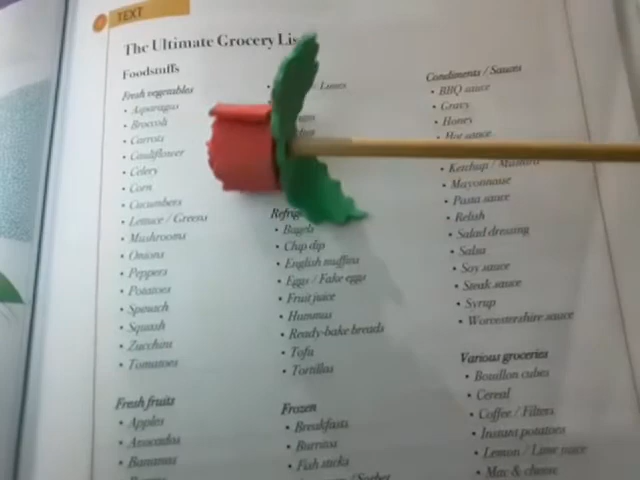 TEXT
The Ultimate Grocery Lis
Foodstuffs
Fresh vegetables
• Asparagus
• Broccoli
• Carrots
• Cauliflower
• Celery
• Corn
• Cucumbers
• Lettuce / Greens
• Mushrooms
• Onions
• Peppers
• Potatoes
• Spinach
• Squash
• Zucchini
• Tomatoes
Fresh fruits
• Apples
• Avocados
• Bananas
Refrig
• Bagels
• Chip dip
• English muffins
• Eggs / Fake eggs
• Fruit juice
• Hummus
• Ready-bake breads
• Tofu
• Tortillas
Frozen
• Breakfasts
• Burritos
• Fish sticks
Condiments / Sauces
• BBQ sauce
• Gravy
• Honey
• Hot sauce
• Ketchup / Mustard
• Mayonnaise
• Pasta sauce
• Relish
• Salad dressing
• Salsa
• Soy sauce
• Steak sauce
• Syrup
• Worcestershire sauce
Various groceries
• Bouillon cubes
• Cereal
• Coffee / Filters
• Instant potatoes
• Lemon / Lime juice
• Mac & cheese